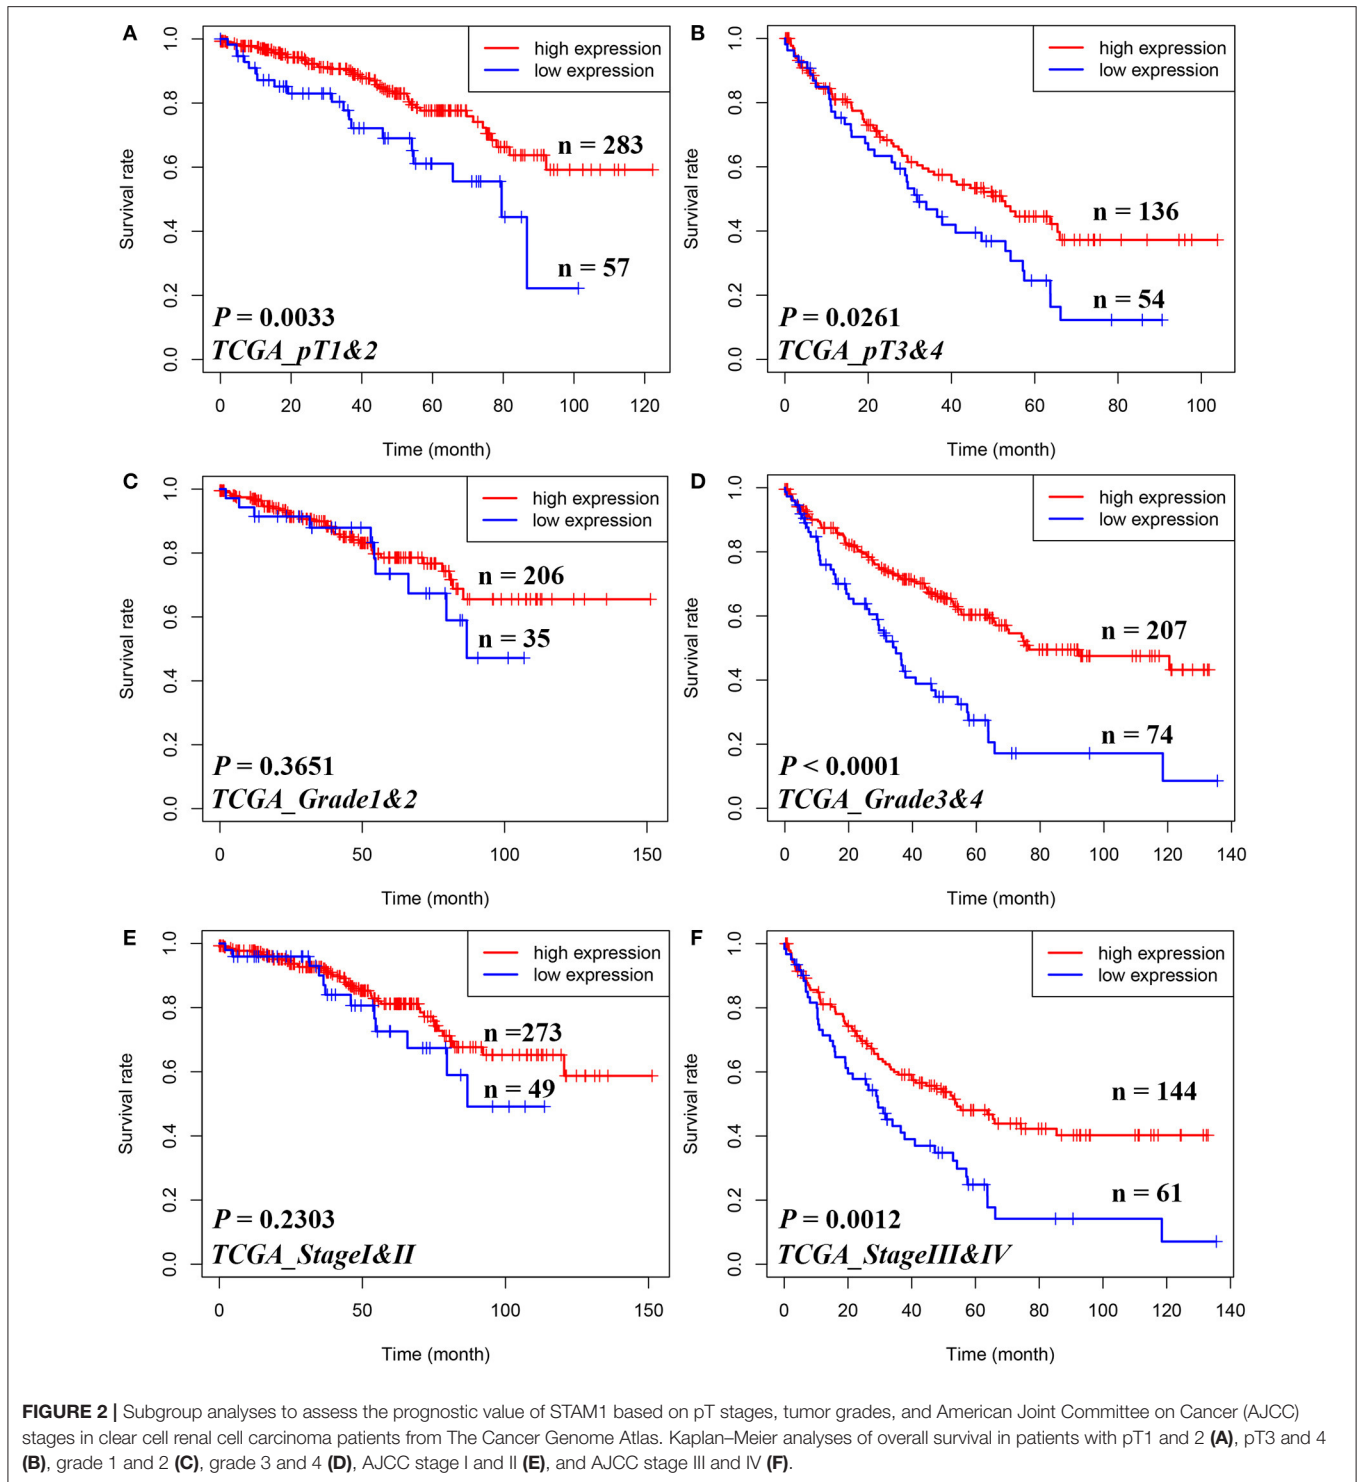 A
high expression
low expression
Survival rate
0.0 0.2 0.4 0.6 0.8 1.0
n = 283
n = 57
P = 0.0033
TCGA_pT1&2
0 20 40 60 80 100 120
Time (month)
B
high expression
low expression
Survival rate
0.0 0.2 0.4 0.6 0.8 1.0
n = 136
n = 54
P = 0.0261
TCGA_pT3&4
0 20 40 60 80 100
Time (month)
C
high expression
low expression
Survival rate
0.0 0.2 0.4 0.6 0.8 1.0
n = 206
n = 35
P = 0.3651
TCGA_Grade1&2
0 50 100 150
Time (month)
D
high expression
low expression
Survival rate
0.0 0.2 0.4 0.6 0.8 1.0
n = 207
n = 74
P < 0.0001
TCGA_Grade3&4
0 20 40 60 80 100 120 140
Time (month)
E
high expression
low expression
Survival rate
0.0 0.2 0.4 0.6 0.8 1.0
n =273
n = 49
P = 0.2303
TCGA_StageI&II
0 50 100 150
Time (month)
F
high expression
low expression
Survival rate
0.0 0.2 0.4 0.6 0.8 1.0
n = 144
n = 61
P = 0.0012
TCGA_StageIII&IV
0 20 40 60 80 100 120 140
Time (month)
FIGURE 2 | Subgroup analyses to assess the prognostic value of STAM1 based on pT stages, tumor grades, and American Joint Committee on Cancer (AJCC)
stages in clear cell renal cell carcinoma patients from The Cancer Genome Atlas. Kaplan–Meier analyses of overall survival in patients with pT1 and 2 (A), pT3 and 4
(B), grade 1 and 2 (C), grade 3 and 4 (D), AJCC stage I and II (E), and AJCC stage III and IV (F).